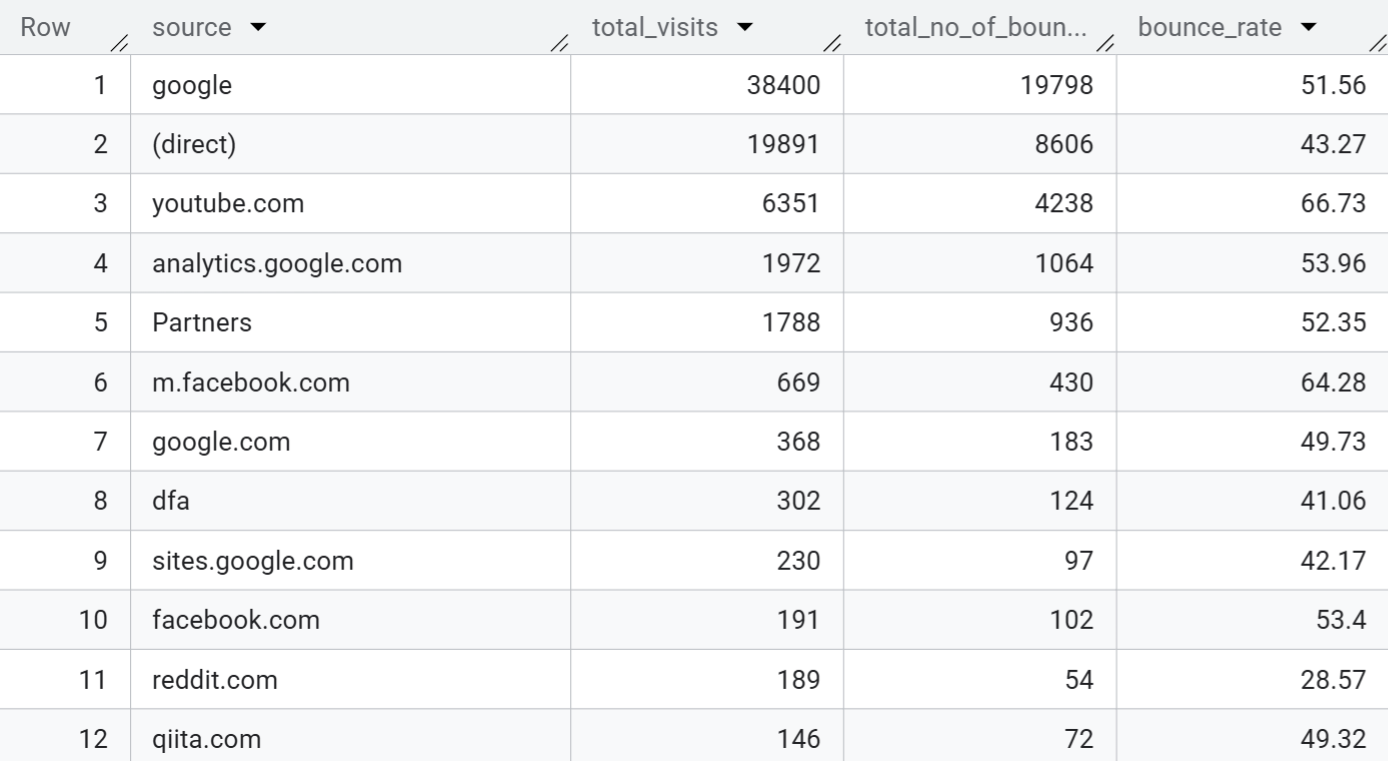 Row source total_visits total_no_of_boun... bounce_rate
1 google 38400 19798 51.56
2 (direct) 19891 8606 43.27
3 youtube.com 6351 4238 66.73
4 analytics.google.com 1972 1064 53.96
5 Partners 1788 936 52.35
6 m.facebook.com 669 430 64.28
7 google.com 368 183 49.73
8 dfa 302 124 41.06
9 sites.google.com 230 97 42.17
10 facebook.com 191 102 53.4
11 reddit.com 189 54 28.57
12 qiita.com 146 72 49.32